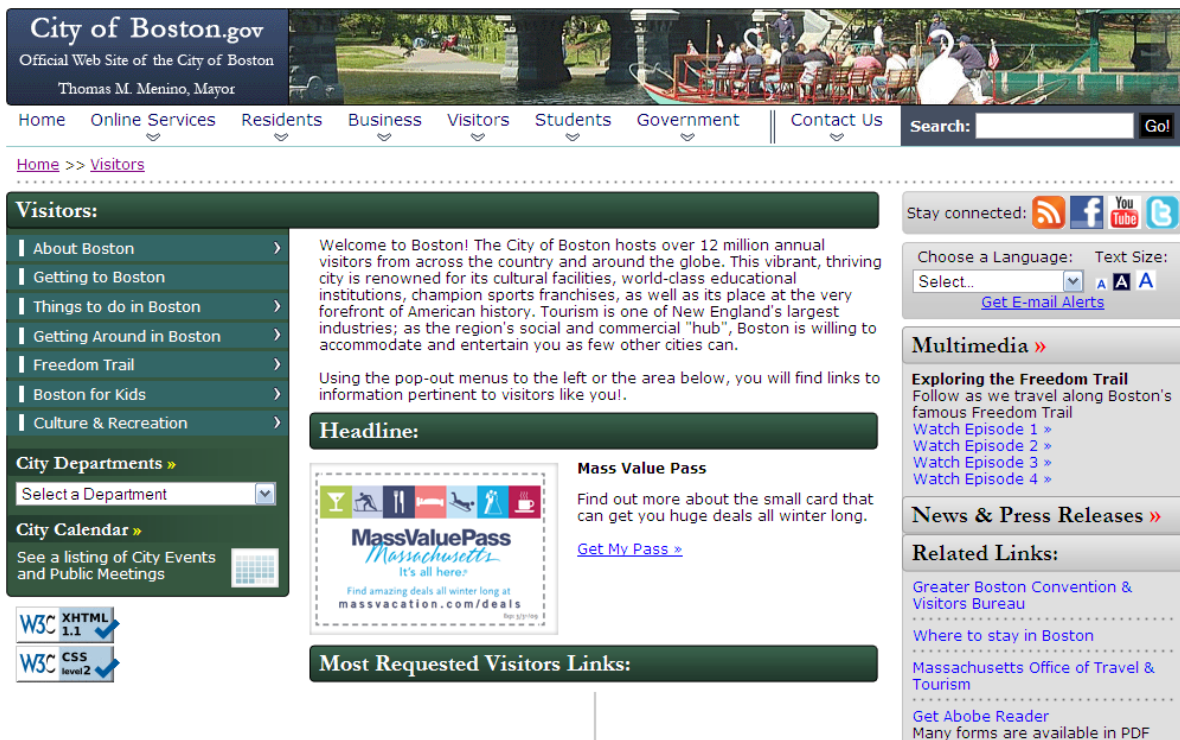 City of Boston.gov
Official Web Site of the City of Boston
Thomas M. Menino, Mayor
Home Online Services Residents Business Visitors Students Government Contact Us Search: Go!
Home >> Visitors
Visitors:
About Boston
Getting to Boston
Things to do in Boston
Getting Around in Boston
Freedom Trail
Boston for Kids
Culture & Recreation
City Departments »
Select a Department
City Calendar »
See a listing of City Events
and Public Meetings
W3C XHTML 1.1
W3C CSS level 2
Welcome to Boston! The City of Boston hosts over 12 million annual
visitors from across the country and around the globe. This vibrant, thriving
city is renowned for its cultural facilities, world-class educational
institutions, champion sports franchises, as well as its place at the very
forefront of American history. Tourism is one of New England's largest
industries; as the region's social and commercial "hub", Boston is willing to
accommodate and entertain you as few other cities can.
Using the pop-out menus to the left or the area below, you will find links to
information pertinent to visitors like you!.
Headline:
MassValuePass
Massachusetts
It's all here.®
Find amazing deals all winter long at
massvacation.com/deals
Exp: 3/31/09
Mass Value Pass
Find out more about the small card that
can get you huge deals all winter long.
Get My Pass »
Most Requested Visitors Links:
Stay connected: You Tube
Choose a Language: Text Size:
Select... A A A
Get E-mail Alerts
Multimedia »
Exploring the Freedom Trail
Follow as we travel along Boston's
famous Freedom Trail
Watch Episode 1 »
Watch Episode 2 »
Watch Episode 3 »
Watch Episode 4 »
News & Press Releases »
Related Links:
Greater Boston Convention &
Visitors Bureau
Where to stay in Boston
Massachusetts Office of Travel &
Tourism
Get Abobe Reader
Many forms are available in PDF